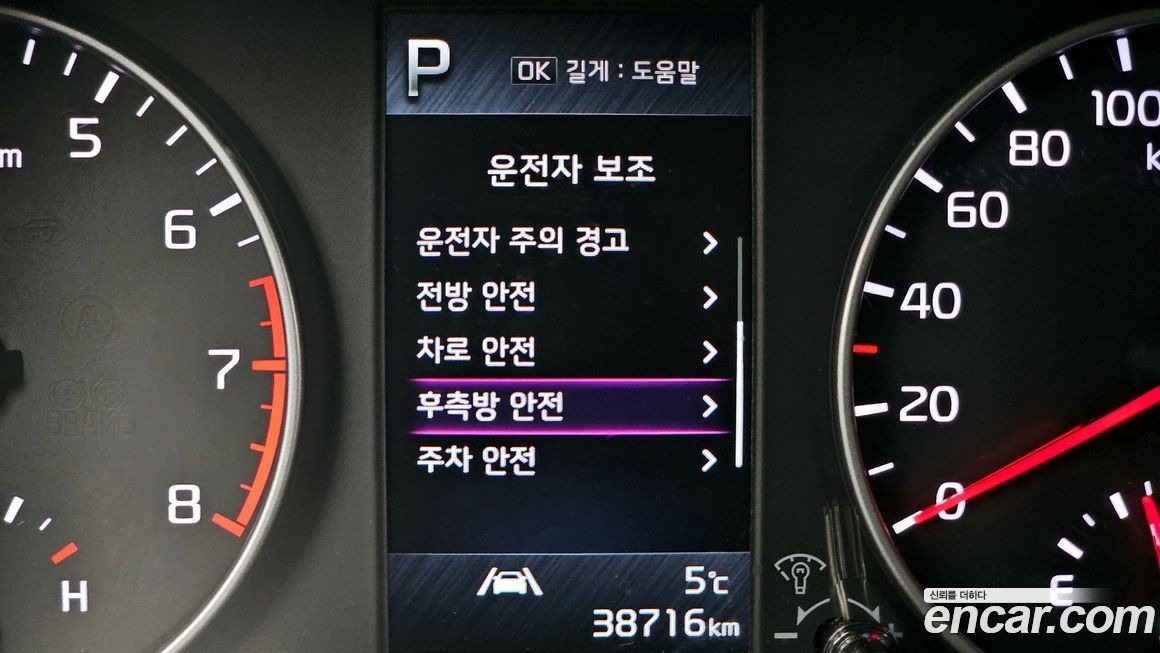 P
OK 길게 : 도움말
운전자 보조
운전자 주의 경고
전방 안전
차로 안전
후측방 안전
주차 안전
5℃
38716km
5
6
7
8
H
100
80
60
40
20
0
E
신뢰를 더하다
encar.com